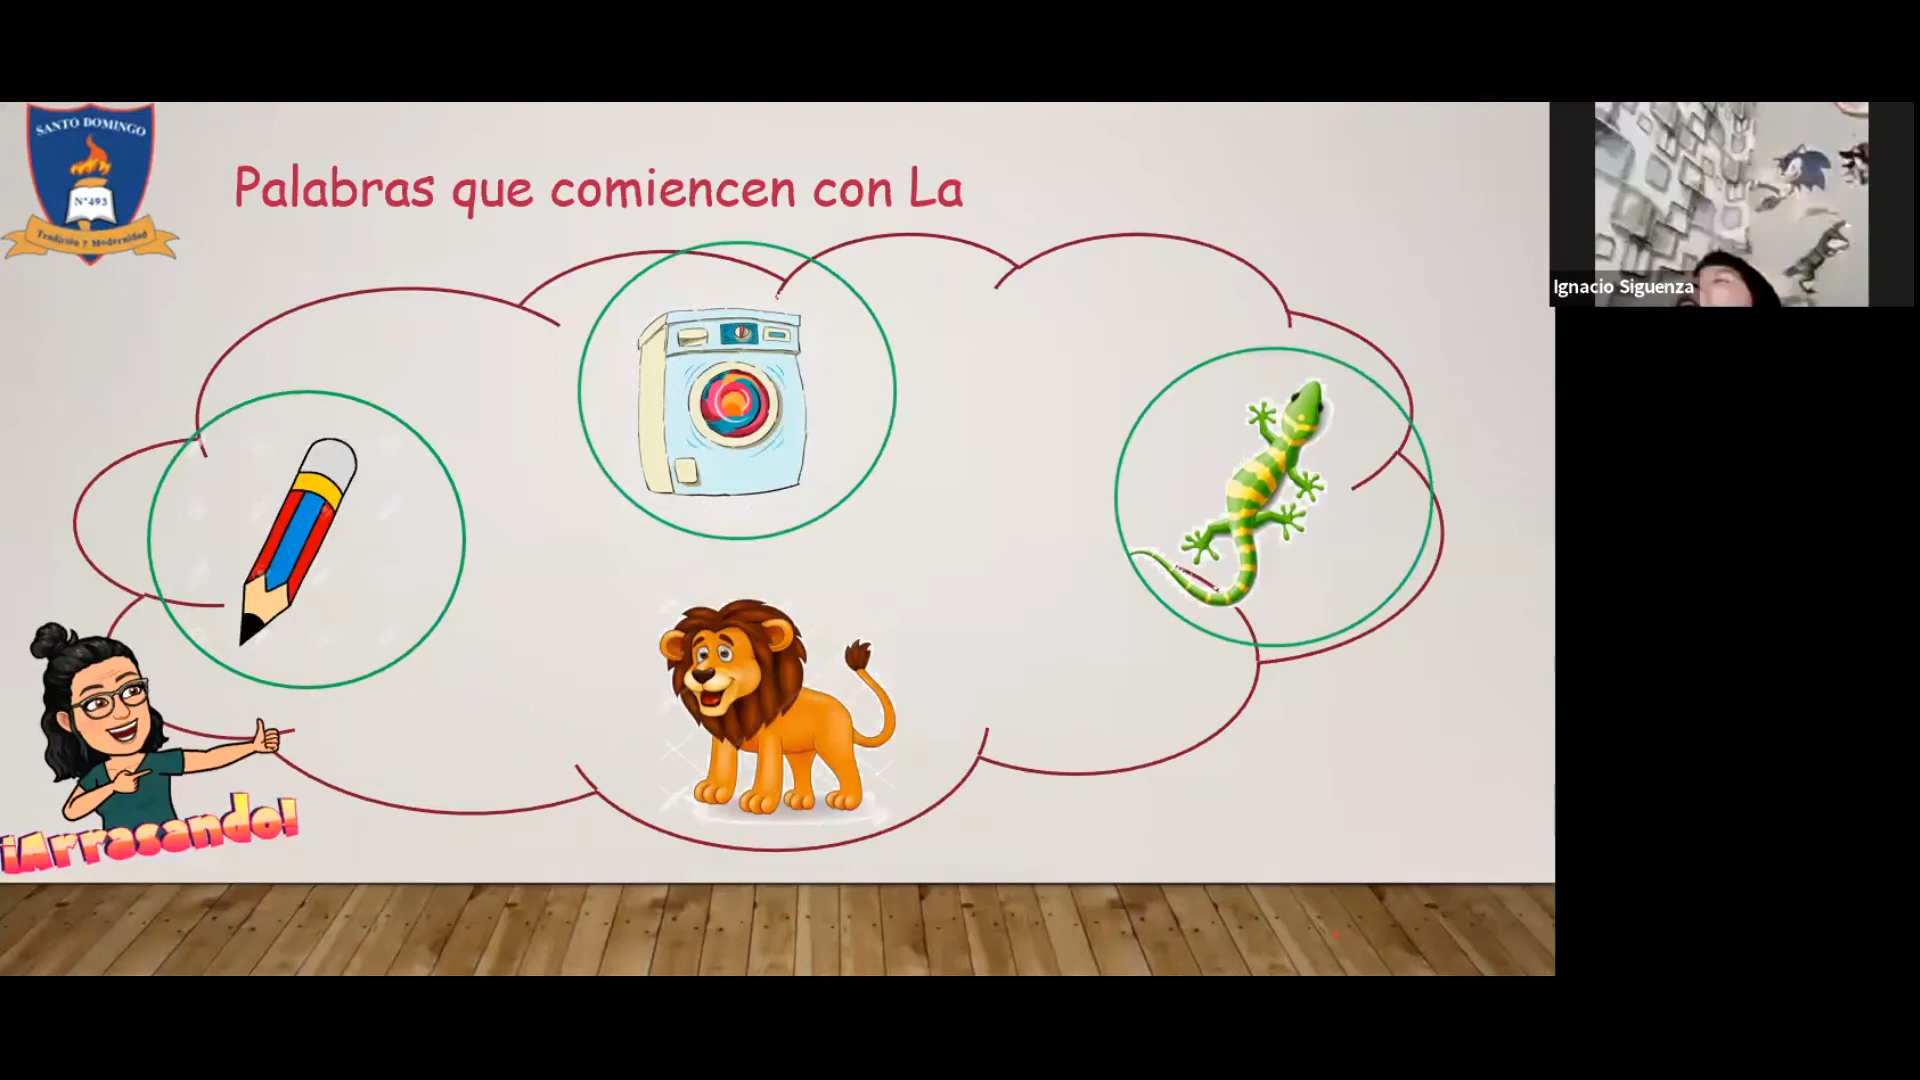 SANTO DOMINGO
N°493
Tradición y Modernidad
Palabras que comiencen con La
Ignacio Siguenza
¡Arrasando!